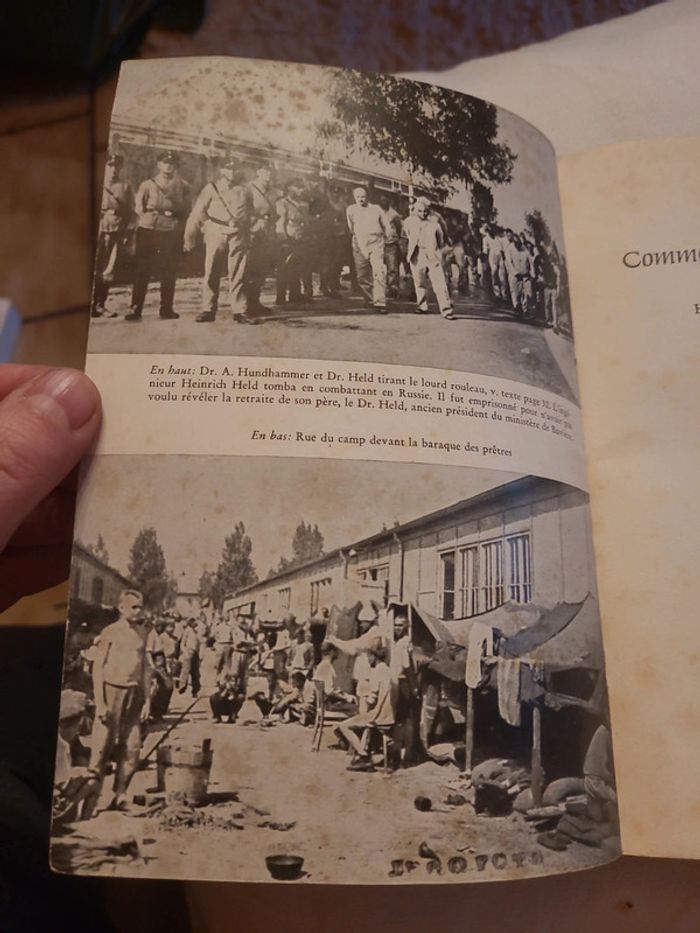 En haut: Dr. A. Hundhammer et Dr. Held tirant le lourd rouleau, v. texte page 32. L'ingé-
nieur Heinrich Held tomba en combattant en Russie. Il fut emprisonné pour n'avoir pas
voulu révéler la retraite de son père, le Dr. Held, ancien président du ministère de Bavière.
En bas: Rue du camp devant la baraque des prêtres
Comm